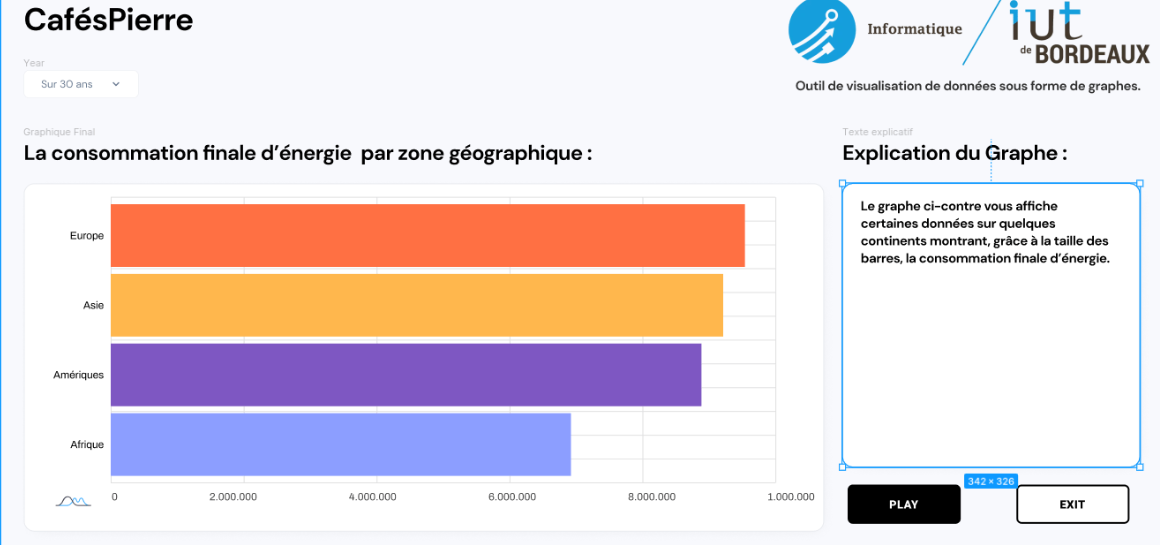 CafésPierre
Informatique
iut
de BORDEAUX
Outil de visualisation de données sous forme de graphes.
Year
Sur 30 ans
Graphique Final
La consommation finale d’énergie par zone géographique :
Europe
Asie
Amériques
Afrique
0 2.000.000 4.000.000 6.000.000 8.000.000 1.000.000
Texte explicatif
Explication du Graphe :
Le graphe ci-contre vous affiche
certaines données sur quelques
continents montrant, grâce à la taille des
barres, la consommation finale d’énergie.
342 × 326
PLAY
EXIT